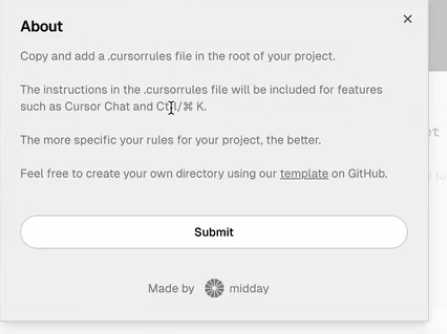 About
Copy and add a .cursorrules file in the root of your project.
The instructions in the .cursorrules file will be included for features
such as Cursor Chat and Ctrl/⌘ K.
The more specific your rules for your project, the better.
Feel free to create your own directory using our template on GitHub.
Submit
Made by midday